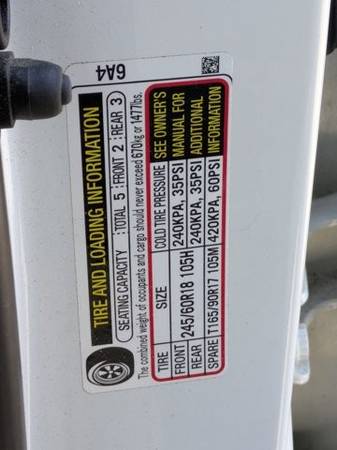 6A4
TIRE AND LOADING INFORMATION
SEATING CAPACITY TOTAL 5 FRONT 2 REAR 3
The combined weight of occupants and cargo should never exceed 670kg or 1477lbs.
TIRE SIZE COLD TIRE PRESSURE SEE OWNER'S MANUAL FOR ADDITIONAL INFORMATION
FRONT 245/60R18 105H 240KPA, 35PSI
REAR 245/60R18 105H 240KPA, 35PSI
SPARE T165/90R17 105M 420KPA, 60PSI